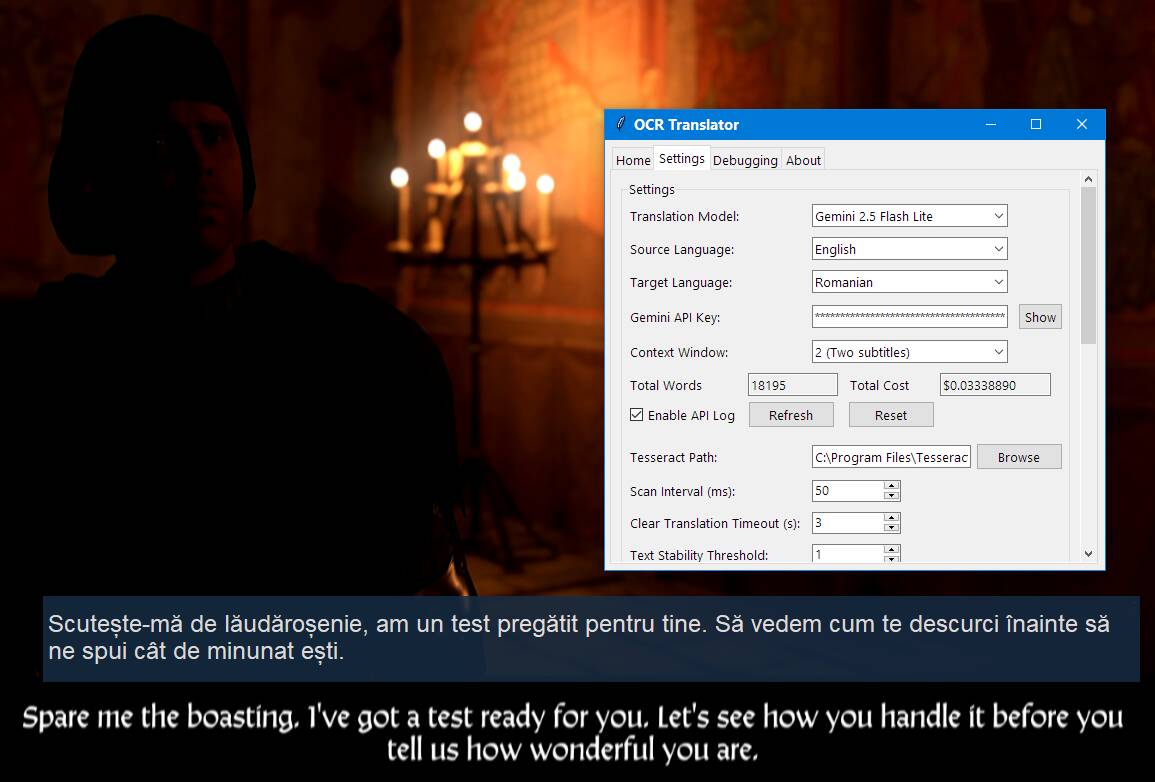 OCR Translator
Home Settings Debugging About
Settings
Translation Model: Gemini 2.5 Flash Lite
Source Language: English
Target Language: Romanian
Gemini API Key: ************************************** Show
Context Window: 2 (Two subtitles)
Total Words 18195 Total Cost $0.03338890
Enable API Log Refresh Reset
Tesseract Path: C:\Program Files\Tesserac Browse
Scan Interval (ms): 50
Clear Translation Timeout (s): 3
Text Stability Threshold: 1
Scutește-mă de lăudăroșenie, am un test pregătit pentru tine. Să vedem cum te descurci înainte să
ne spui cât de minunat ești.
Spare me the boasting. I've got a test ready for you. Let's see how you handle it before you
tell us how wonderful you are.